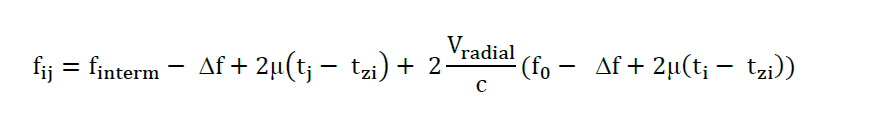 f_ij = f_interm − Δf + 2μ(t_j − t_zi) + 2 V_radial/c (f_0 − Δf + 2μ(t_i − t_zi))